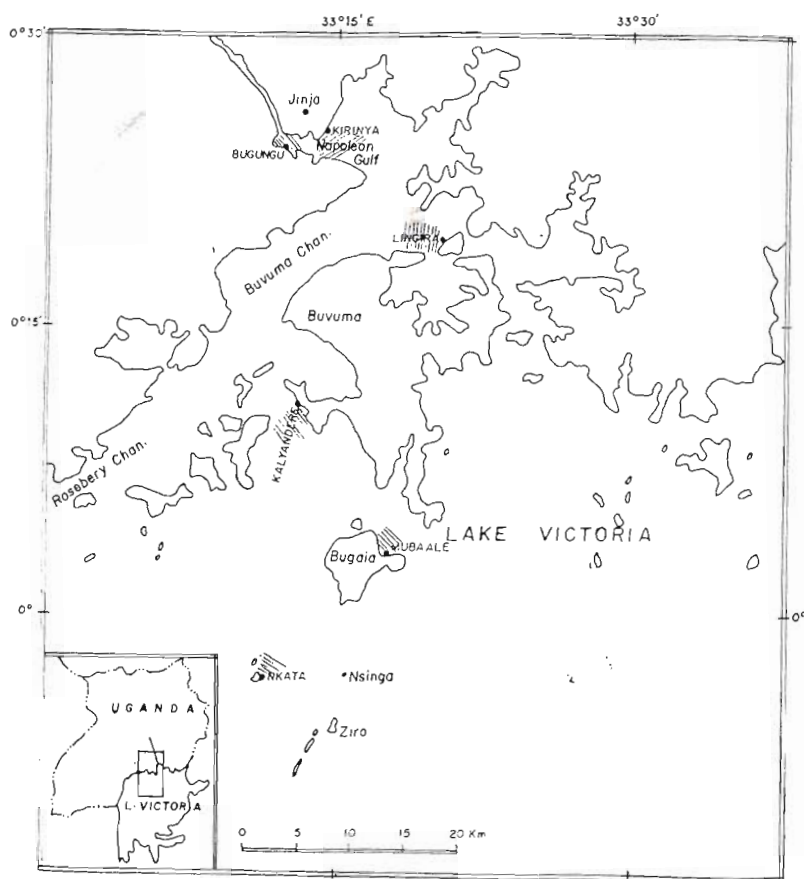 33°15' E
33°30'
0°30'
Jinja
KIRINYA
BUGUNGU
Napoleon
Gulf
LINGIRA
Buvuma Chan.
0°15'
Buvuma
KALYANDERE
Rosebery Chan.
LAKE VICTORIA
MUBAALE
Bugaia
0°
0°
NKATA
Nsinga
UGANDA
Ziro
L. VICTORIA
0 5 10 15 20 Km